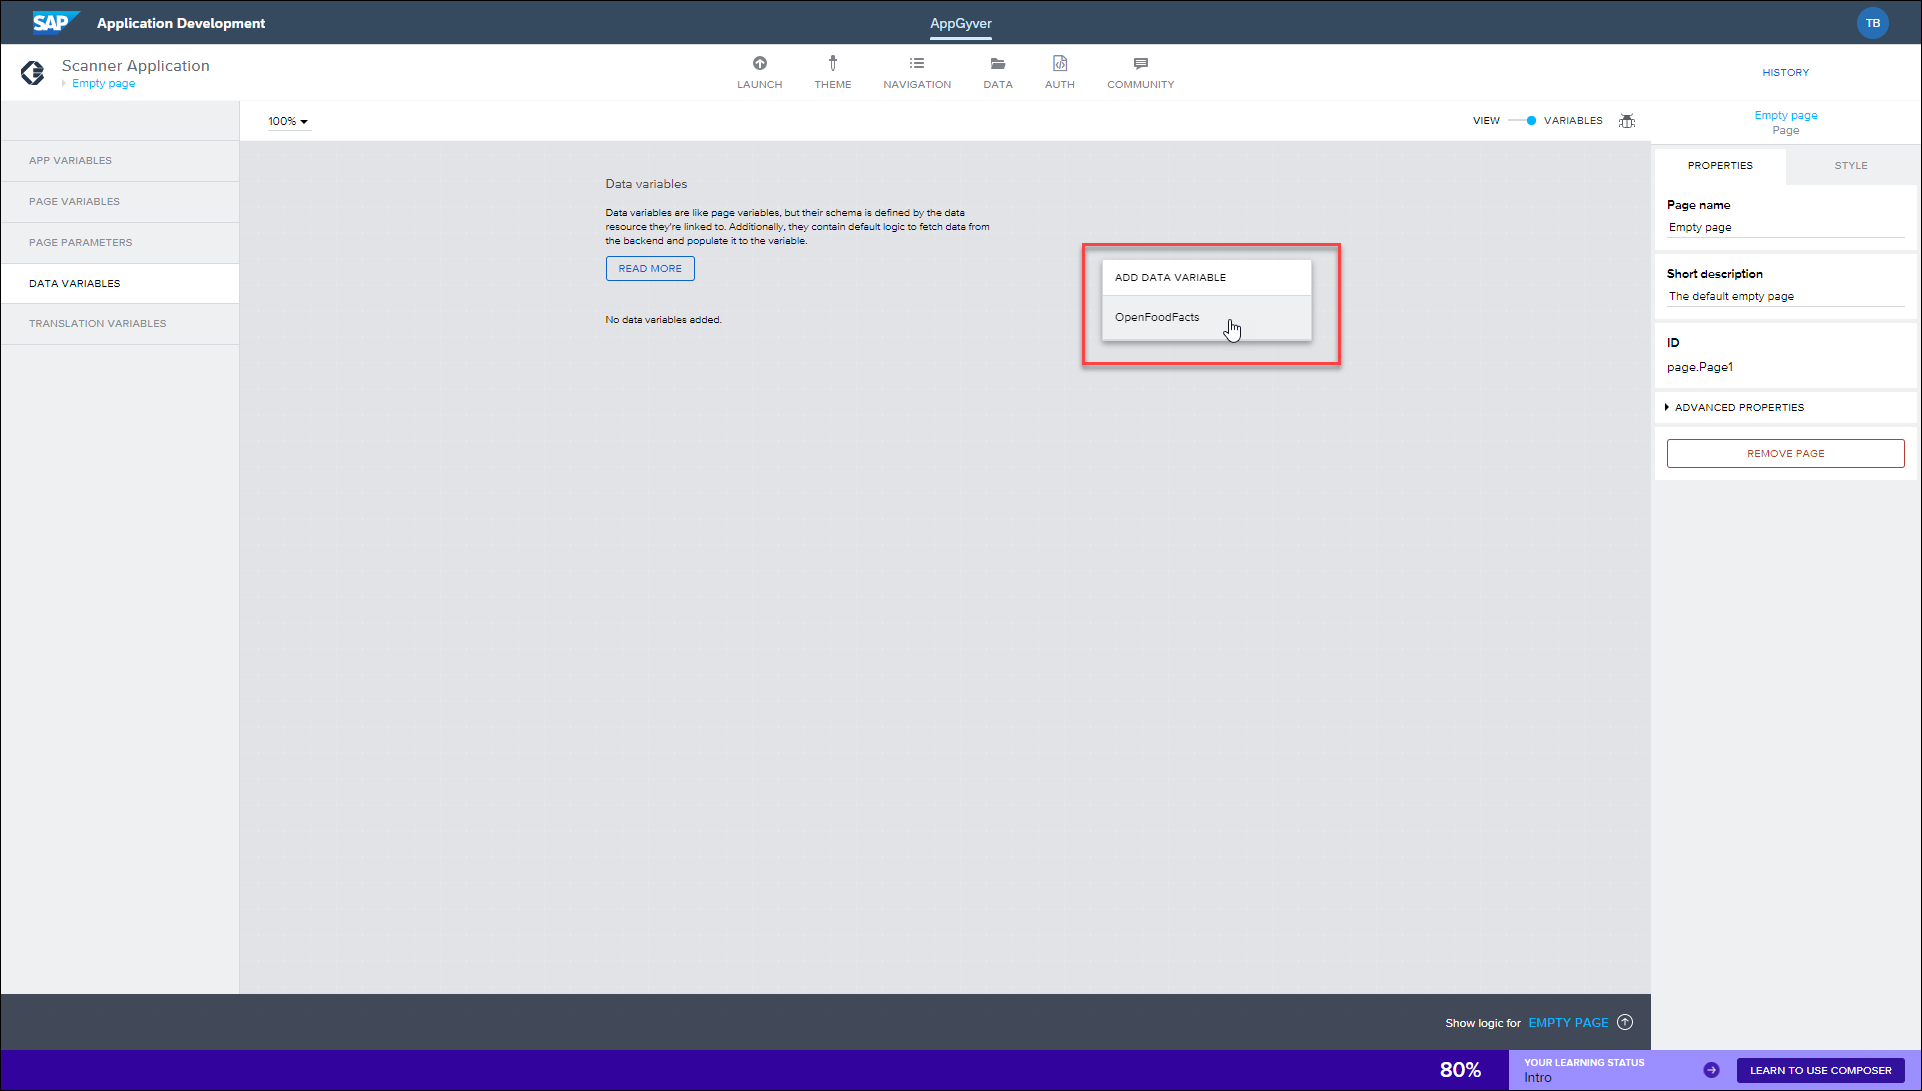 SAP Application Development
AppGyver
TB
Scanner Application
Empty page
LAUNCH
THEME
NAVIGATION
DATA
AUTH
COMMUNITY
HISTORY
100%
VIEW
VARIABLES
Empty page
Page
APP VARIABLES
PAGE VARIABLES
PAGE PARAMETERS
DATA VARIABLES
TRANSLATION VARIABLES
Data variables
Data variables are like page variables, but their schema is defined by the data
resource they're linked to. Additionally, they contain default logic to fetch data from
the backend and populate it to the variable.
READ MORE
No data variables added.
ADD DATA VARIABLE
OpenFoodFacts
PROPERTIES
STYLE
Page name
Empty page
Short description
The default empty page
ID
page.Page1
ADVANCED PROPERTIES
REMOVE PAGE
Show logic for EMPTY PAGE
80%
YOUR LEARNING STATUS
Intro
LEARN TO USE COMPOSER